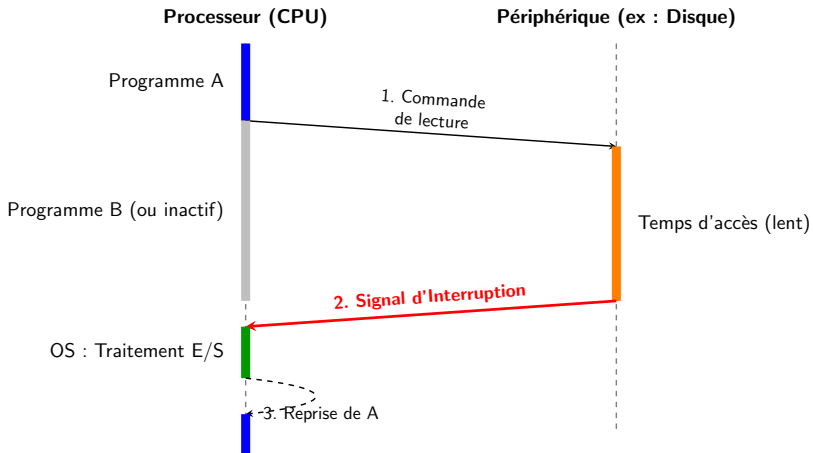 Processeur (CPU)
Périphérique (ex : Disque)
Programme A
1. Commande
de lecture
Programme B (ou inactif)
Temps d'accès (lent)
2. Signal d'Interruption
OS : Traitement E/S
3. Reprise de A